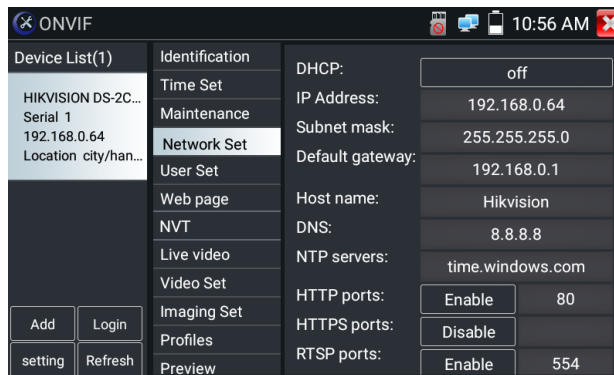 ONVIF
10:56 AM
Device List(1)
HIKVISION DS-2C...
Serial 1
192.168.0.64
Location city/han...
Add
Login
setting
Refresh
Identification
Time Set
Maintenance
Network Set
User Set
Web page
NVT
Live video
Video Set
Imaging Set
Profiles
Preview
DHCP: off
IP Address: 192.168.0.64
Subnet mask: 255.255.255.0
Default gateway: 192.168.0.1
Host name: Hikvision
DNS: 8.8.8.8
NTP servers: time.windows.com
HTTP ports: Enable 80
HTTPS ports: Disable
RTSP ports: Enable 554